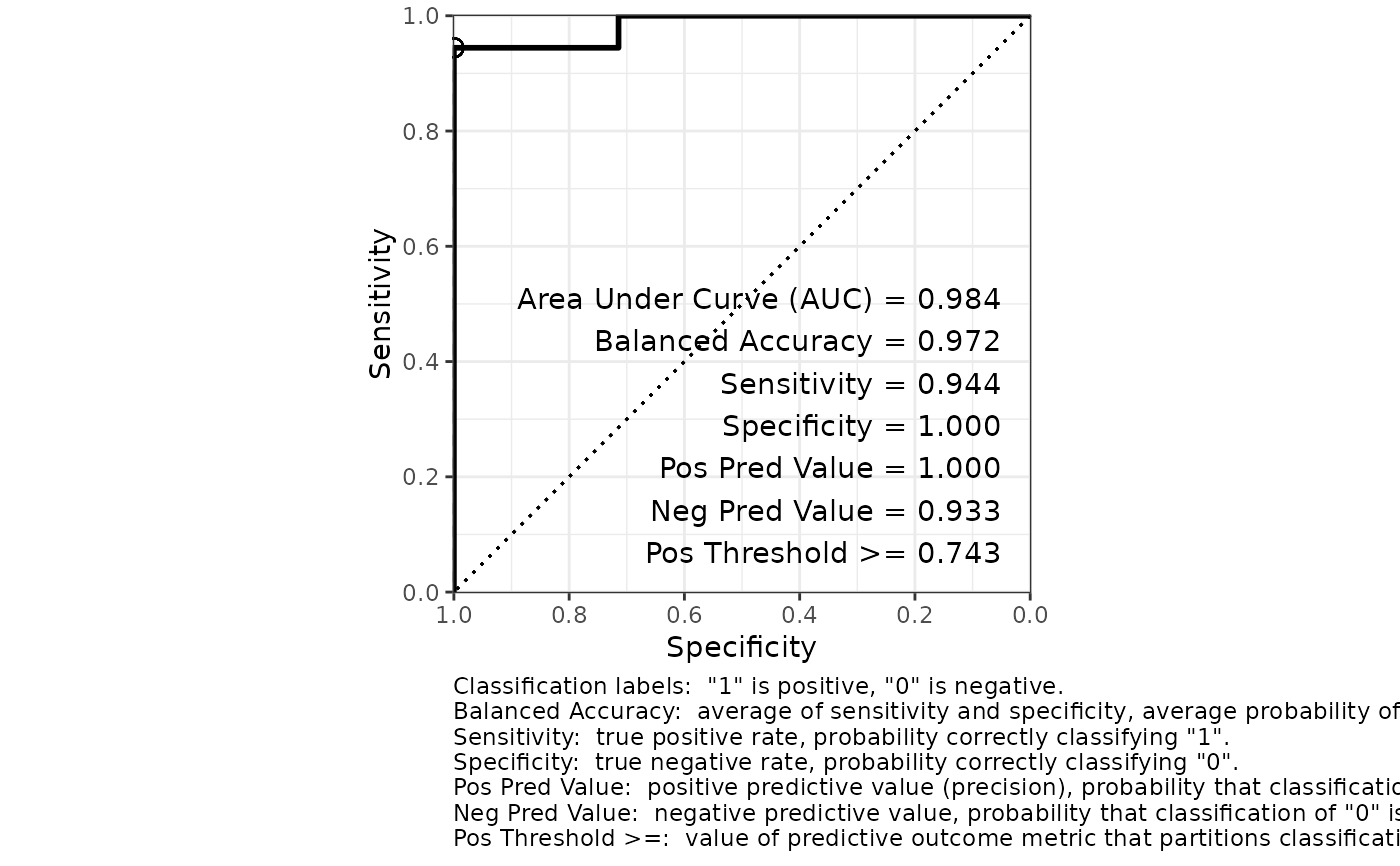 1.0
0.8
0.6
0.4
0.2
0.0
Sensitivity
Area Under Curve (AUC) = 0.984
Balanced Accuracy = 0.972
Sensitivity = 0.944
Specificity = 1.000
Pos Pred Value = 1.000
Neg Pred Value = 0.933
Pos Threshold >= 0.743
1.0 0.8 0.6 0.4 0.2 0.0
Specificity
Classification labels:  "1" is positive, "0" is negative.
Balanced Accuracy:  average of sensitivity and specificity, average probability of
Sensitivity:  true positive rate, probability correctly classifying "1".
Specificity:  true negative rate, probability correctly classifying "0".
Pos Pred Value:  positive predictive value (precision), probability that
Neg Pred Value:  negative predictive value, probability that classification of "0"
Pos Threshold >=:  value of predictive outcome metric that partitions